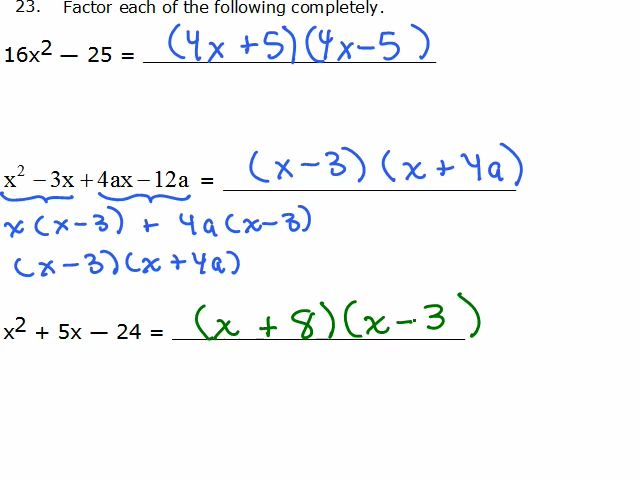 23. Factor each of the following completely.
16x² – 25 = (4x + 5)(4x – 5)
x² – 3x + 4ax – 12a = (x – 3)(x + 4a)
x(x – 3) + 4a(x – 3)
(x – 3)(x + 4a)
x² + 5x – 24 = (x + 8)(x – 3)